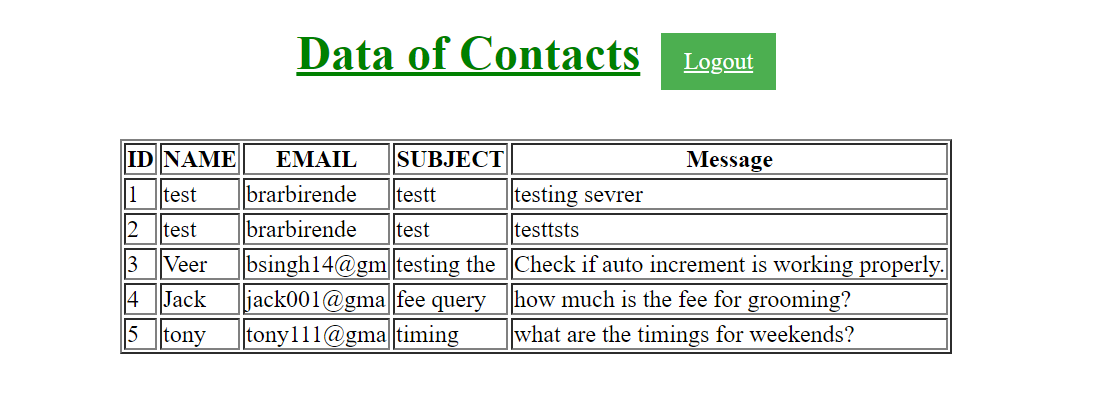 Data of Contacts Logout
ID NAME EMAIL SUBJECT Message
1 test brarbirende testt testing sevrer
2 test brarbirende test testtsts
3 Veer bsingh14@gm testing the Check if auto increment is working properly.
4 Jack jack001@gma fee query how much is the fee for grooming?
5 tony tony111@gma timing what are the timings for weekends?